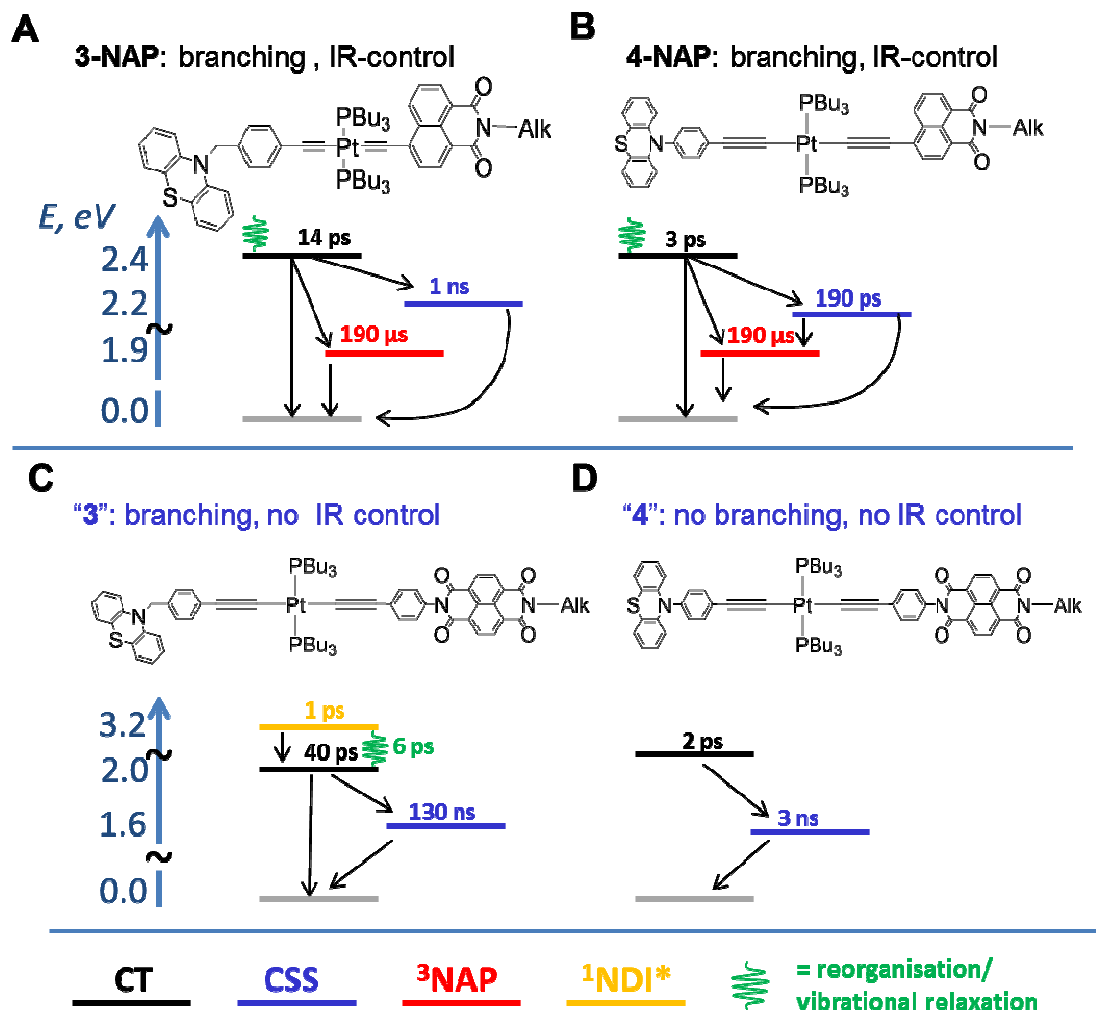 A
3-NAP: branching , IR-control
PBu3
O
N
Alk
Pt
N
O
PBu3
S
B
4-NAP: branching, IR-control
PBu3
O
S
N
Pt
N
Alk
O
PBu3
E, eV
2.4
2.2
1.9
0.0
14 ps
1 ns
190 µs
3 ps
190 ps
190 µs
C
“3”: branching, no IR control
PBu3
O
O
N
Pt
N
N
Alk
S
O
O
PBu3
D
“4”: no branching, no IR control
PBu3
O
O
S
N
Pt
N
N
Alk
O
O
PBu3
3.2
2.0
1.6
0.0
1 ps
40 ps
6 ps
130 ns
2 ps
3 ns
CT
CSS
³NAP
¹NDI*
= reorganisation/
vibrational relaxation